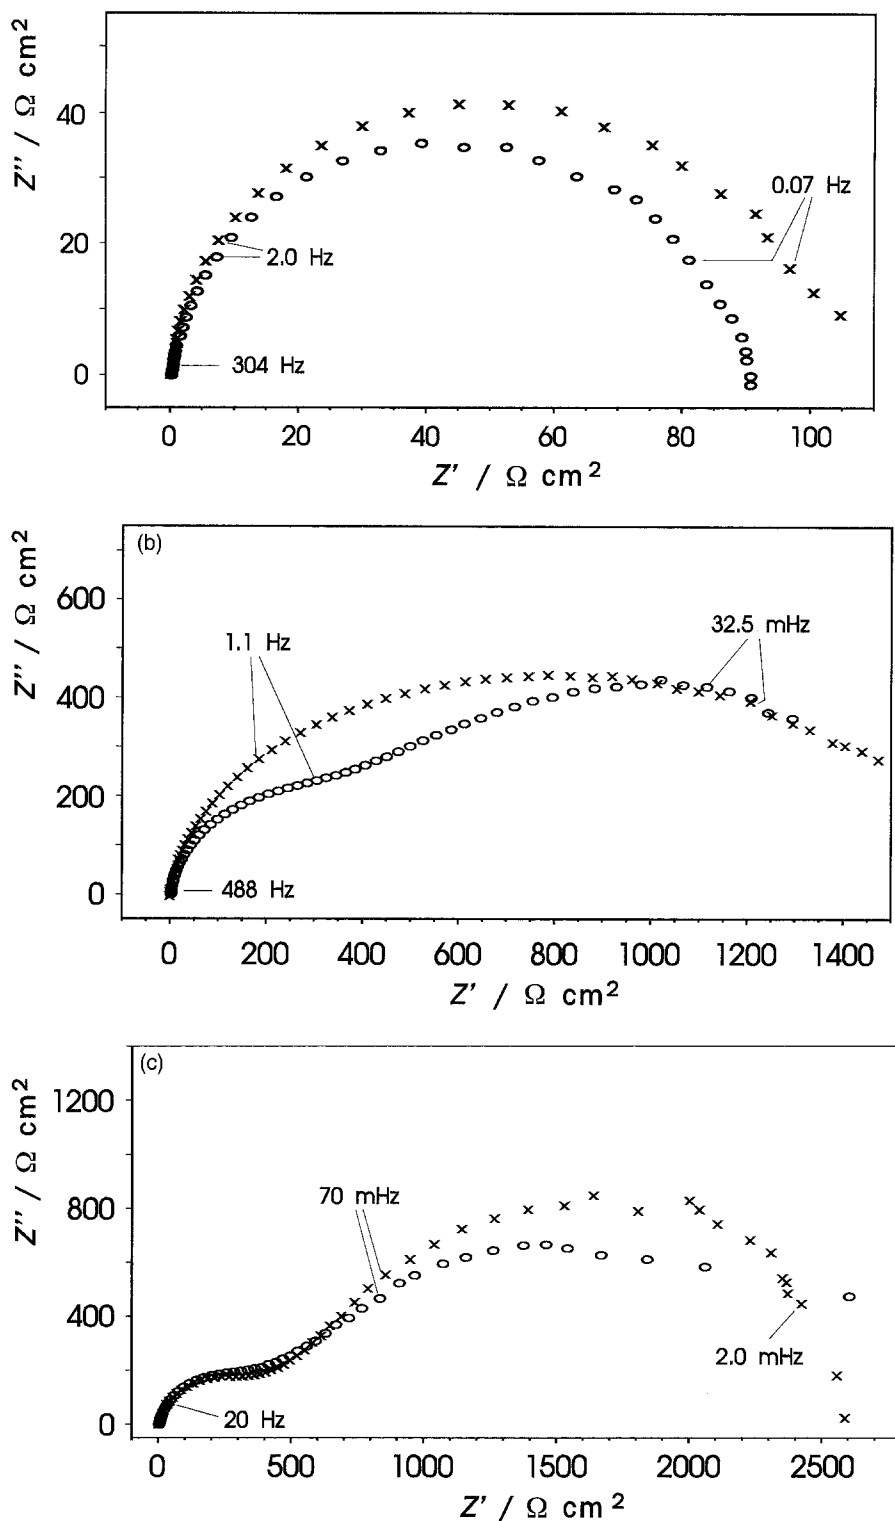 Z'' / Ω cm²
40
20
0
2.0 Hz
304 Hz
0.07 Hz
0 20 40 60 80 100
Z' / Ω cm²
(b)
Z'' / Ω cm²
600
400
200
0
1.1 Hz
32.5 mHz
488 Hz
0 200 400 600 800 1000 1200 1400
Z' / Ω cm²
(c)
Z'' / Ω cm²
1200
800
400
0
70 mHz
20 Hz
2.0 mHz
0 500 1000 1500 2000 2500
Z' / Ω cm²